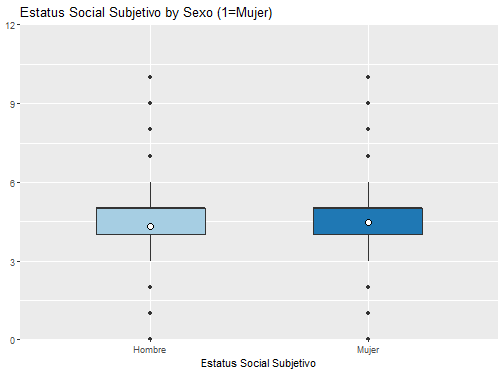 Estatus Social Subjetivo by Sexo (1=Mujer)
12
9
6
3
0
Hombre Mujer
Estatus Social Subjetivo